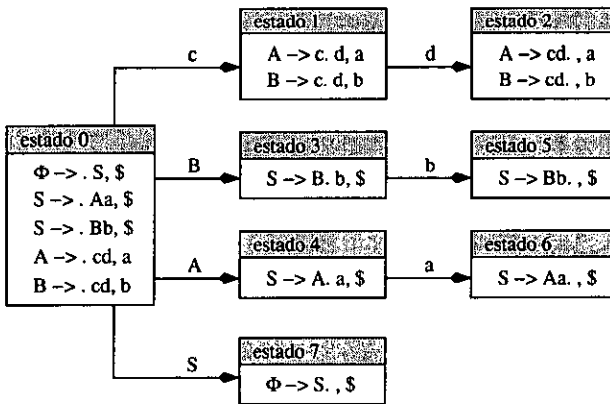 estado 0
Φ -> . S, $
S -> . Aa, $
S -> . Bb, $
A -> . cd, a
B -> . cd, b
c
estado 1
A -> c. d, a
B -> c. d, b
d
estado 2
A -> cd. , a
B -> cd. , b
B
estado 3
S -> B. b, $
b
estado 5
S -> Bb. , $
A
estado 4
S -> A. a, $
a
estado 6
S -> Aa. , $
S
estado 7
Φ -> S. , $